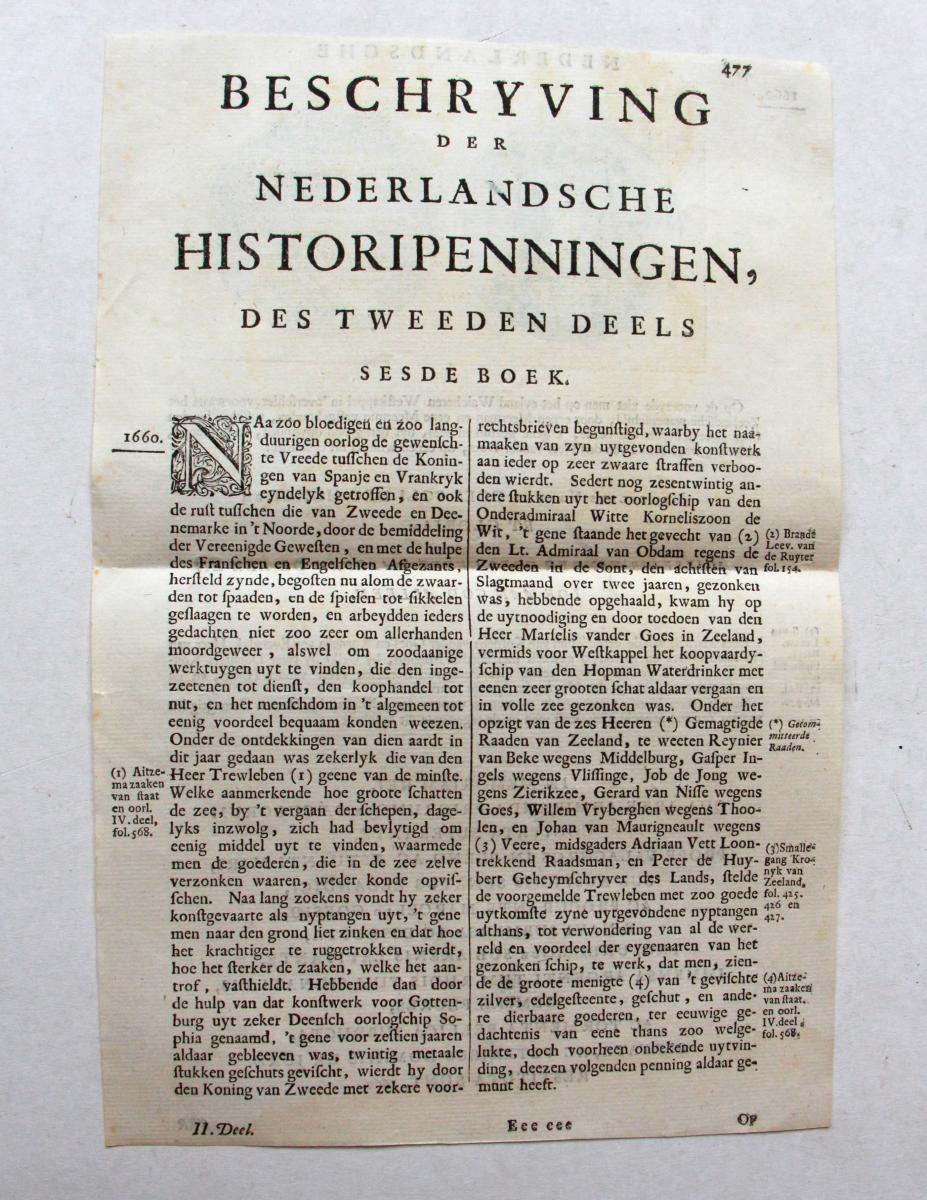 477
BESCHRYVING
DER
NEDERLANDSCHE
HISTORIPENNINGEN,
DES TWEEDEN DEELS
SESDE BOEK.
1660.
NAa zoo bloedigen en zoo lang-
duurigen oorlog de gewenſch-
te Vreede tuſſchen de Konin-
gen van Spanje en Vrankryk
eyndelyk getroffen, en ook
de ruſt tuſſchen die van Zweede en Dee-
nemarke in 't Noorde, door de bemiddeling
der Vereenigde Geweſten, en met de hulpe
des Franſchen en Engelſchen Afgezants,
herſteld zynde, begoſten nu alom de zwaar-
den tot ſpaaden, en de ſpieſen tot ſikkelen
geſlaagen te worden, en arbeydden ieders
gedachten niet zoo zeer om allerhanden
moordgeweer, alswel om zoodaanige
werktuygen uyt te vinden, die den inge-
zeetenen tot dienſt, den koophandel tot
nut, en het menſchdom in 't algemeen tot
eenig voordeel bequaam konden weezen.
Onder de ontdekkingen van dien aardt in
dit jaar gedaan was zekerlyk die van den
Heer Trewleben (1) geene van de minſte.
Welke aanmerkende hoe groote ſchatten
de zee, by 't vergaan der ſchepen, dage-
lyks inzwolg, zich had bevlytigd om
eenig middel uyt te vinden, waarmede
men de goederen, die in de zee zelve
verzonken waaren, weder konde opviſ-
ſchen. Naa lang zoekens vondt hy zeker
konſtgevaarte als nyptangen uyt, 't gene
men naar den grond liet zinken en dat hoe
het krachtiger te ruggetrokken wierdt,
hoe het ſterker de zaaken, welke het aan-
trof, vaſthieldt. Hebbende dan door
de hulp van dat konſtwerk voor Gotten-
burg uyt zeker Deenſch oorlogſchip So-
phia genaamd, 't gene voor zeſtien jaaren
aldaar gebleeven was, twintig metaale
ſtukken geſchuts geviſcht, wierdt hy door
den Koning van Zweede met zekere voor-
(1) Aitze-
ma zaaken
van ſtaat
en oorl.
IV. deel,
fol. 568.
rechtsbrieven begunſtigd, waarby het naa-
maaken van zyn uytgevonden konſtwerk
aan ieder op zeer zwaare ſtraffen verboo-
den wierdt. Sedert nog zesentwintig an-
dere ſtukken uyt het oorlogſchip van den
Onderadmiraal Witte Korneliszoon de
Wit, 't gene ſtaande het gevecht van (2)
den Lt. Admiraal van Obdam tegens de
Zweeden in de Sont, den achtſten van
Slagtmaand over twee jaaren, gezonken
was, hebbende opgehaald, kwam hy op
de uytnoodiging en door toedoen van den
Heer Marſelis vander Goes in Zeeland,
vermids voor Weſtkappel het koopvaardy-
ſchip van den Hopman Waterdrinker met
eenen zeer grooten ſchat aldaar vergaan en
in volle zee gezonken was. Onder het
opzigt van de zes Heeren (*) Gemagtigde
Raaden van Zeeland, te weeten Reynier
van Beke wegens Middelburg, Gaſper In-
gels wegens Vliſſinge, Job de Jong we-
gens Zierikzee, Gerard van Niſſe wegens
Goes, Willem Vryberghen wegens Thoo-
len, en Johan van Maurigneault wegens
(3) Veere, midsgaders Adriaan Vett Loon-
trekkend Raadsman, en Peter de Huy-
bert Geheymſchryver des Lands, ſtelde
de voorgemelde Trewleben met zoo goede
uytkomſte zyne uytgevondene nyptangen
althans, tot verwondering van al de wer-
reld en voordeel der eygenaaren van het
gezonken ſchip, te werk, dat men, zien-
de de groote menigte (4) van 't geviſchte
zilver, edelgeſteente, geſchut, en ande-
re dierbaare goederen, ter eeuwige ge-
dachtenis van eene thans zoo welge-
lukte, doch voorheen onbekende uytvin-
ding, deezen volgenden penning aldaar ge-
munt heeft.
(2) Brandt
Leev. van
de Ruyter
fol. 154.
(*) Gecom-
mitteerde
Raaden.
(3) Smalle-
gang Kro-
nyk van
Zeeland,
fol. 425.
426 en
427.
(4) Aitze-
ma zaaken
van ſtaat.
en oorl.
IV. deel,
fol. 568.
II. Deel.
Eee eee
Op